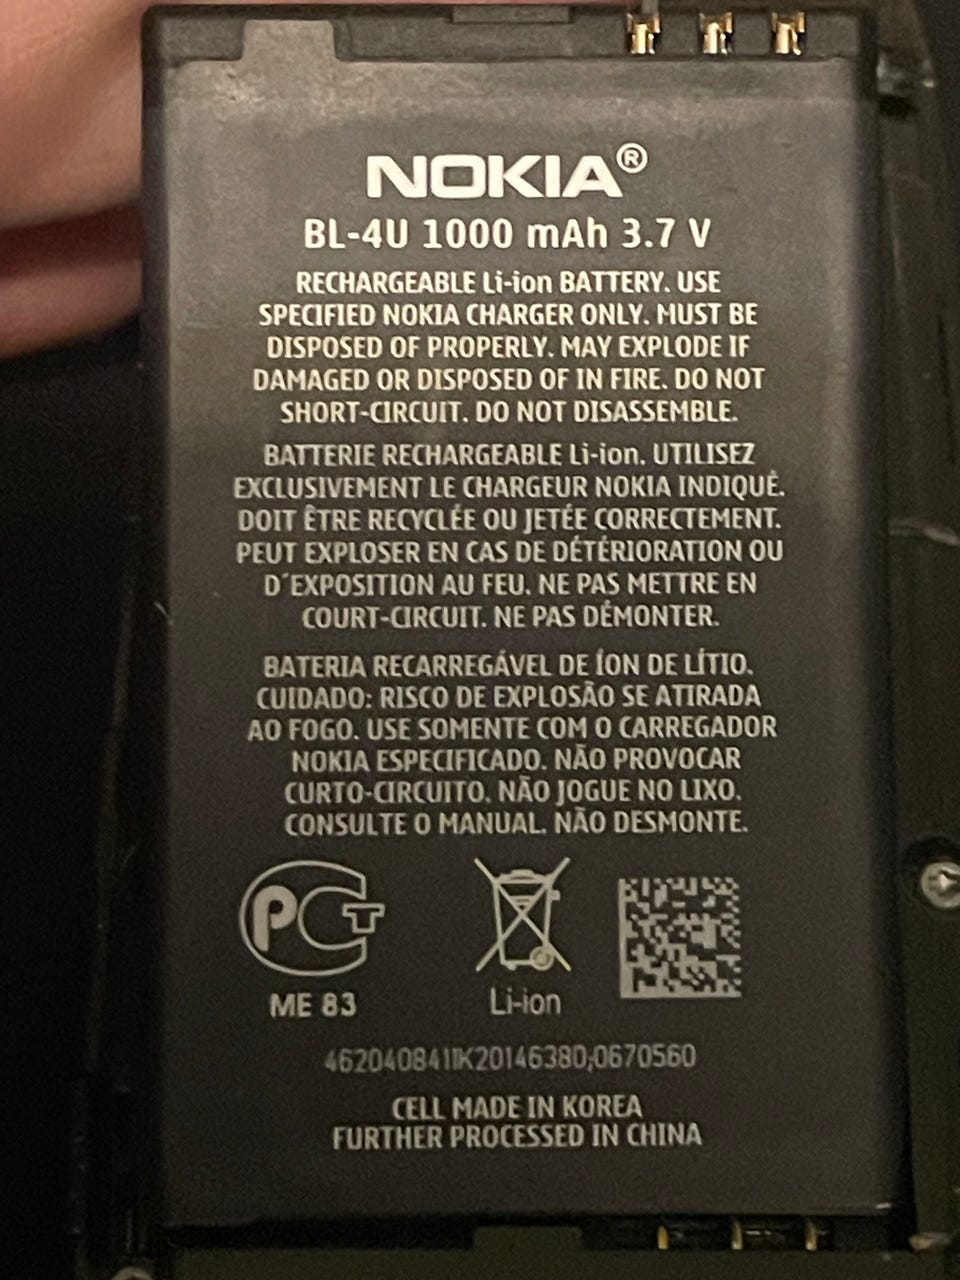 NOKIA®
BL-4U 1000 mAh 3.7 V
RECHARGEABLE Li-ion BATTERY. USE
SPECIFIED NOKIA CHARGER ONLY. MUST BE
DISPOSED OF PROPERLY. MAY EXPLODE IF
DAMAGED OR DISPOSED OF IN FIRE. DO NOT
SHORT-CIRCUIT. DO NOT DISASSEMBLE.
BATTERIE RECHARGEABLE Li-ion. UTILISEZ
EXCLUSIVEMENT LE CHARGEUR NOKIA INDIQUÉ.
DOIT ÊTRE RECYCLÉE OU JETÉE CORRECTEMENT.
PEUT EXPLOSER EN CAS DE DÉTÉRIORATION OU
D´EXPOSITION AU FEU. NE PAS METTRE EN
COURT-CIRCUIT. NE PAS DÉMONTER.
BATERIA RECARREGÁVEL DE ÍON DE LÍTIO.
CUIDADO: RISCO DE EXPLOSÃO SE ATIRADA
AO FOGO. USE SOMENTE COM O CARREGADOR
NOKIA ESPECIFICADO. NÃO PROVOCAR
CURTO-CIRCUITO. NÃO JOGUE NO LIXO.
CONSULTE O MANUAL. NÃO DESMONTE.
РСТ
ME 83
Li-ion
462040841IK20146380;0670560
CELL MADE IN KOREA
FURTHER PROCESSED IN CHINA